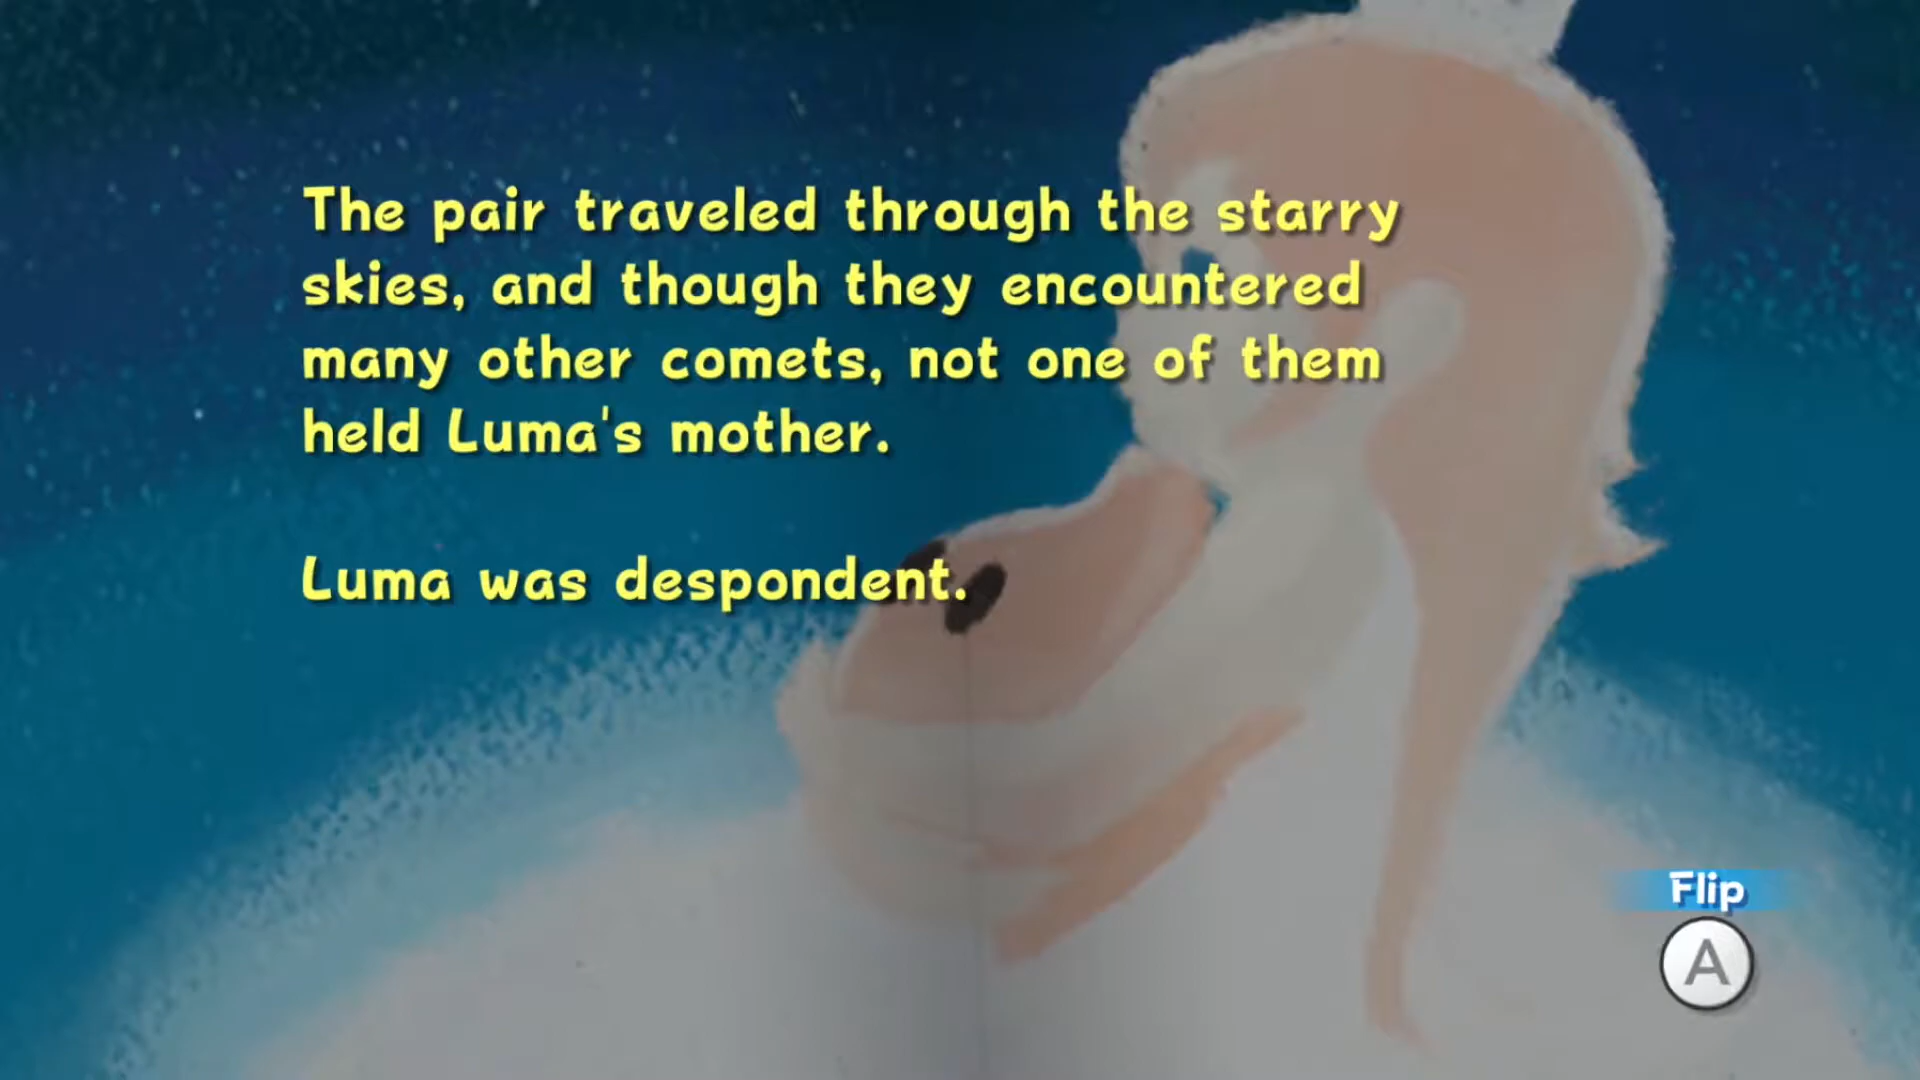 The pair traveled through the starry
skies, and though they encountered
many other comets, not one of them
held Luma's mother.
Luma was despondent.
Flip
A